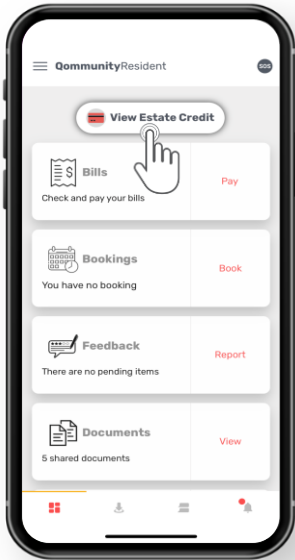 QommunityResident
SOS
View Estate Credit
Bills
Pay
Check and pay your bills
Bookings
Book
You have no booking
Feedback
Report
There are no pending items
Documents
View
5 shared documents